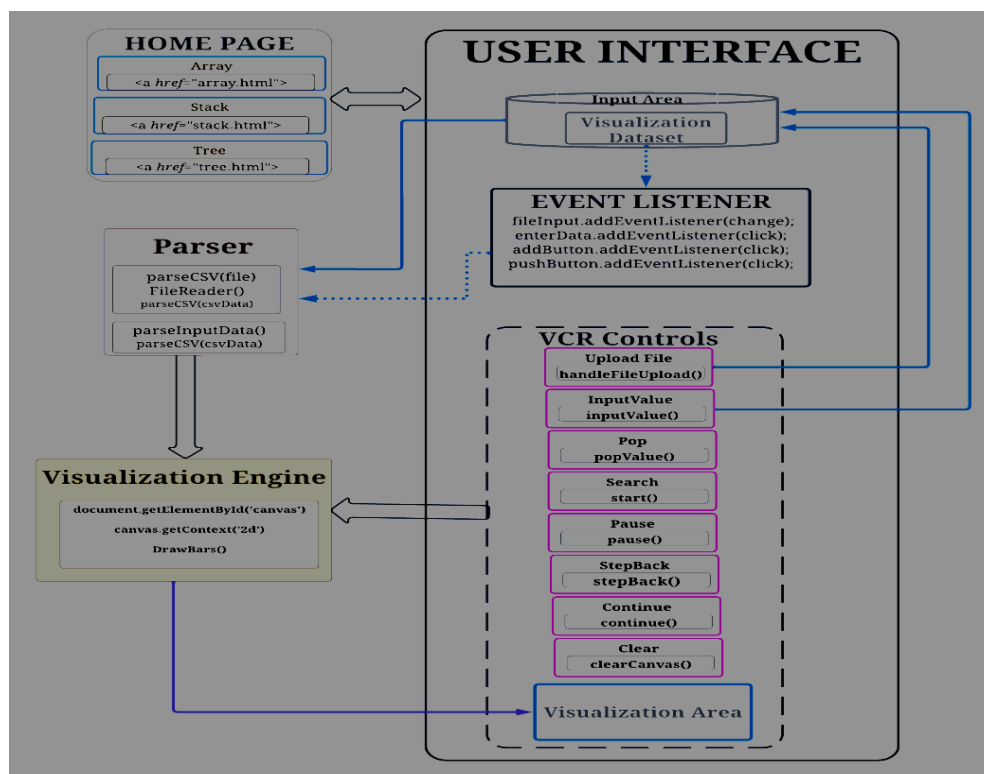 HOME PAGE
Array
<a href="array.html">
Stack
<a href="stack.html">
Tree
<a href="tree.html">
USER INTERFACE
Input Area
Visualization
Dataset
EVENT LISTENER
fileInput.addEventListener(change);
enterData.addEventListener(click);
addButton.addEventListener(click);
pushButton.addEventListener(click);
Parser
parseCSV(file)
FileReader()
parseCSV(csvData)
parseInputData()
parseCSV(csvData)
VCR Controls
Upload File
handleFileUpload()
InputValue
inputValue()
Pop
popValue()
Search
start()
Pause
pause()
StepBack
stepBack()
Continue
continue()
Clear
clearCanvas()
Visualization Area
Visualization Engine
document.getElementById('canvas')
canvas.getContext('2d')
DrawBars()